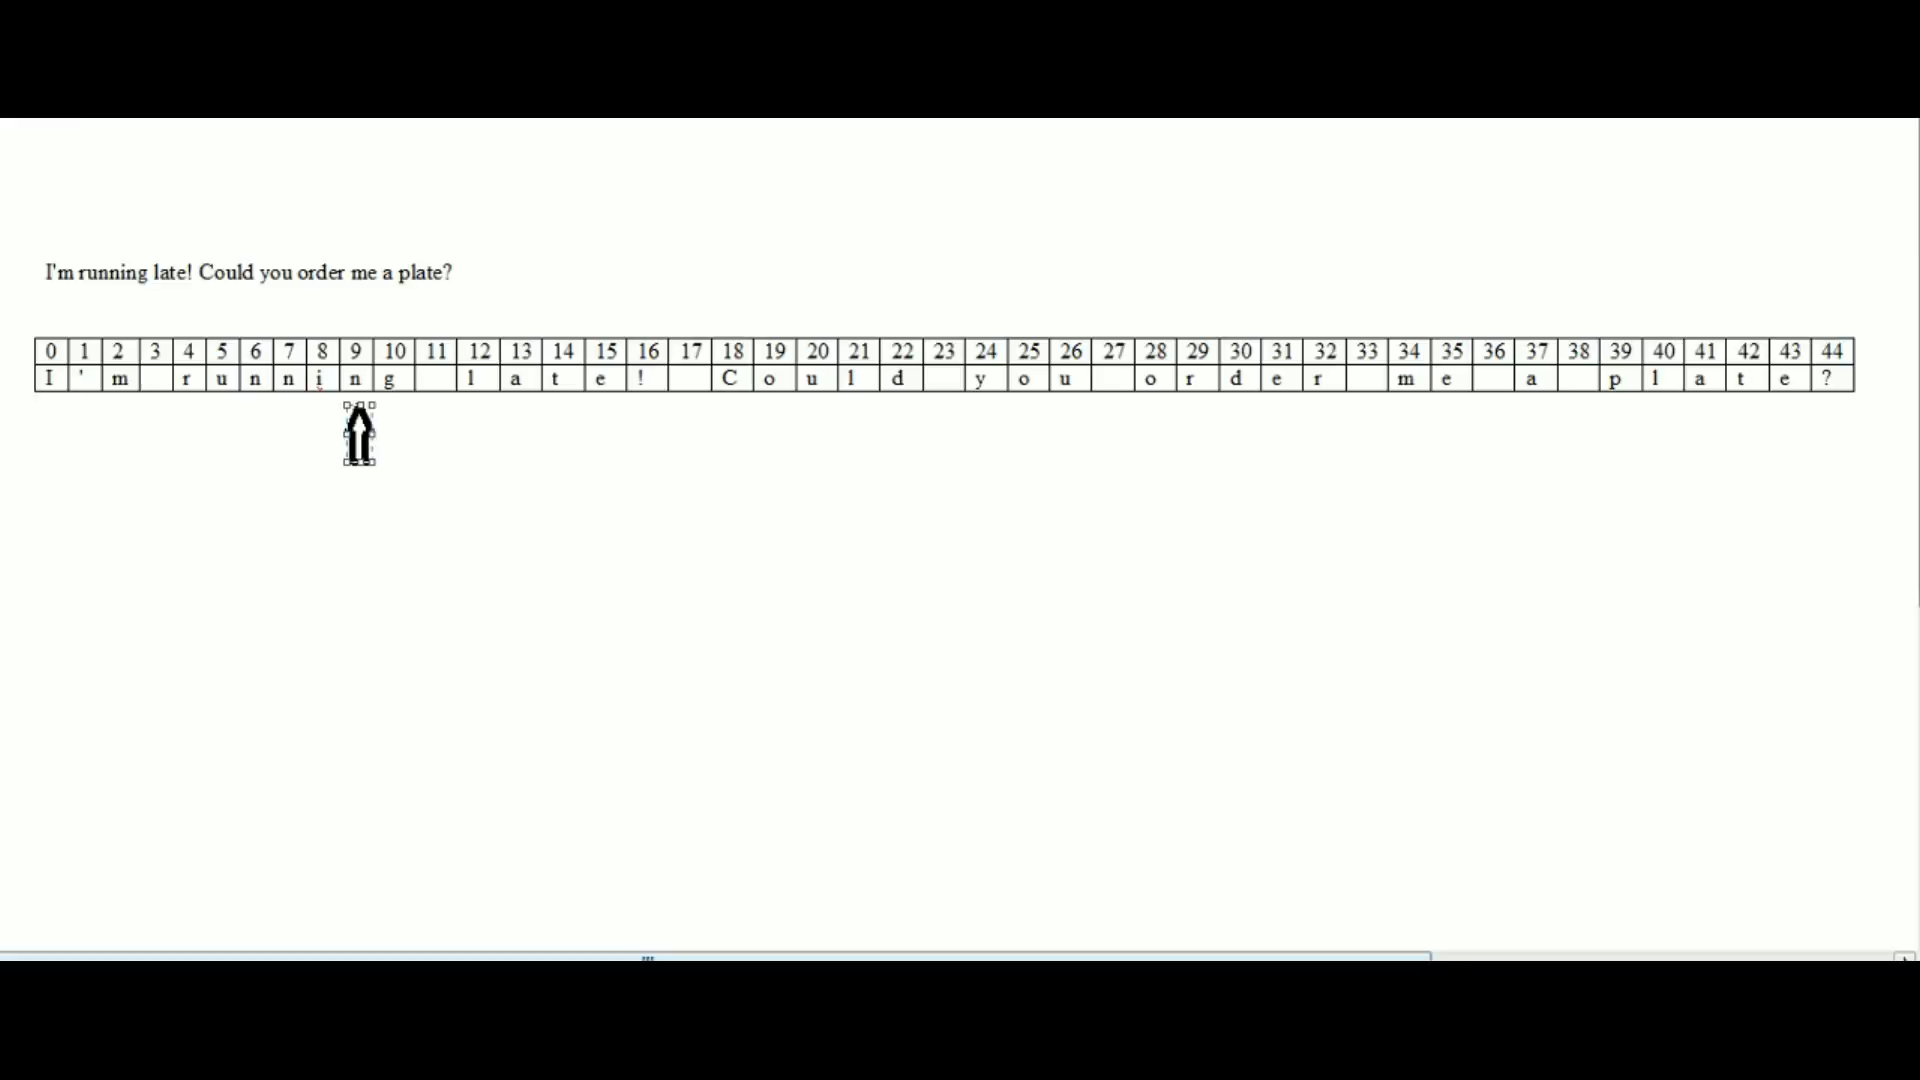 I'm running late! Could you order me a plate?
0 1 2 3 4 5 6 7 8 9 10 11 12 13 14 15 16 17 18 19 20 21 22 23 24 25 26 27 28 29 30 31 32 33 34 35 36 37 38 39 40 41 42 43 44
I ' m r u n n i n g l a t e ! C o u l d y o u o r d e r m e a p l a t e ?